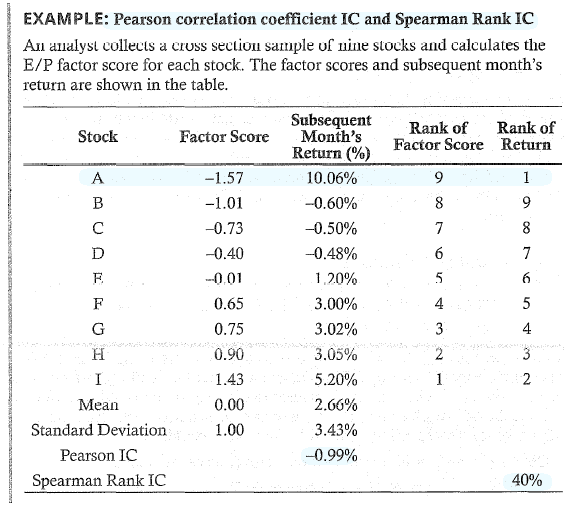 EXAMPLE: Pearson correlation coefficient IC and Spearman Rank IC
An analyst collects a cross section sample of nine stocks and calculates the
E/P factor score for each stock. The factor scores and subsequent month's
return are shown in the table.
Stock Factor Score Subsequent Month's Return (%) Rank of Factor Score Rank of Return
A −1.57 10.06% 9 1
B −1.01 −0.60% 8 9
C −0.73 −0.50% 7 8
D −0.40 −0.48% 6 7
E −0.01 1.20% 5 6
F 0.65 3.00% 4 5
G 0.75 3.02% 3 4
H 0.90 3.05% 2 3
I 1.43 5.20% 1 2
Mean 0.00 2.66%
Standard Deviation 1.00 3.43%
Pearson IC −0.99%
Spearman Rank IC 40%